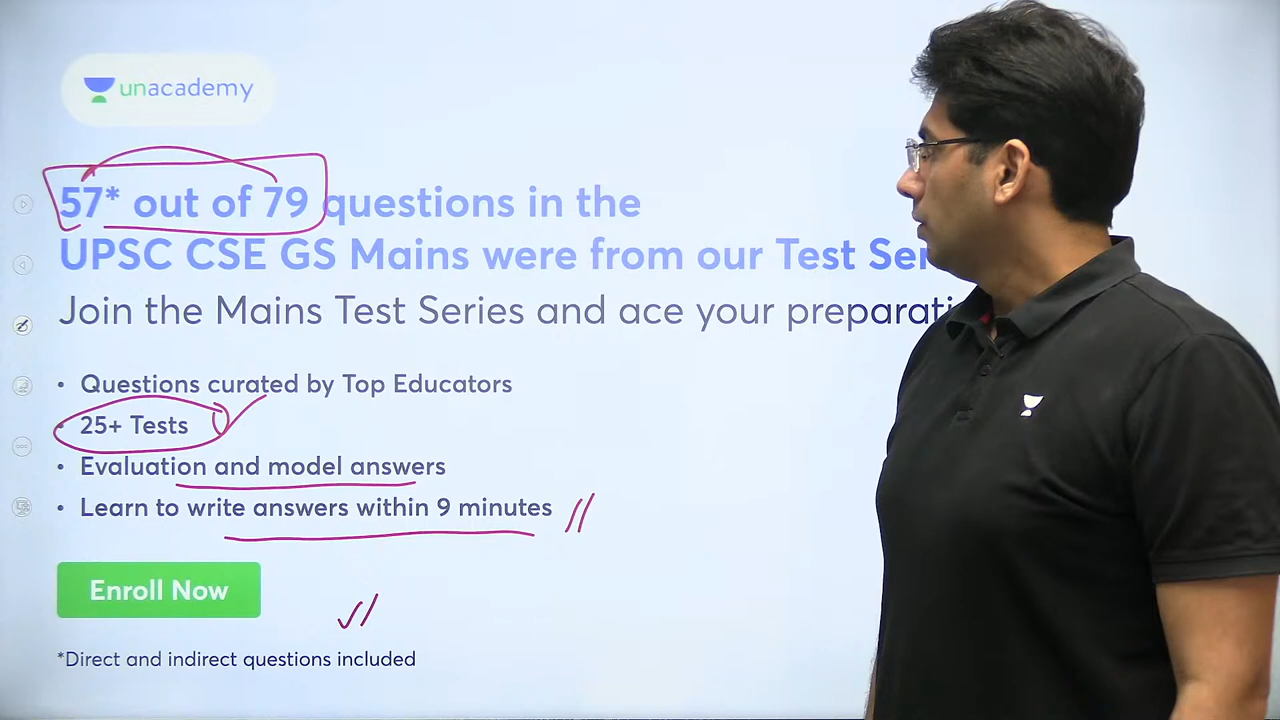 unacademy
57* out of 79 questions in the
UPSC CSE GS Mains were from our Test Ser
Join the Mains Test Series and ace your preparati
• Questions curated by Top Educators
• 25+ Tests
• Evaluation and model answers
• Learn to write answers within 9 minutes
Enroll Now
*Direct and indirect questions included